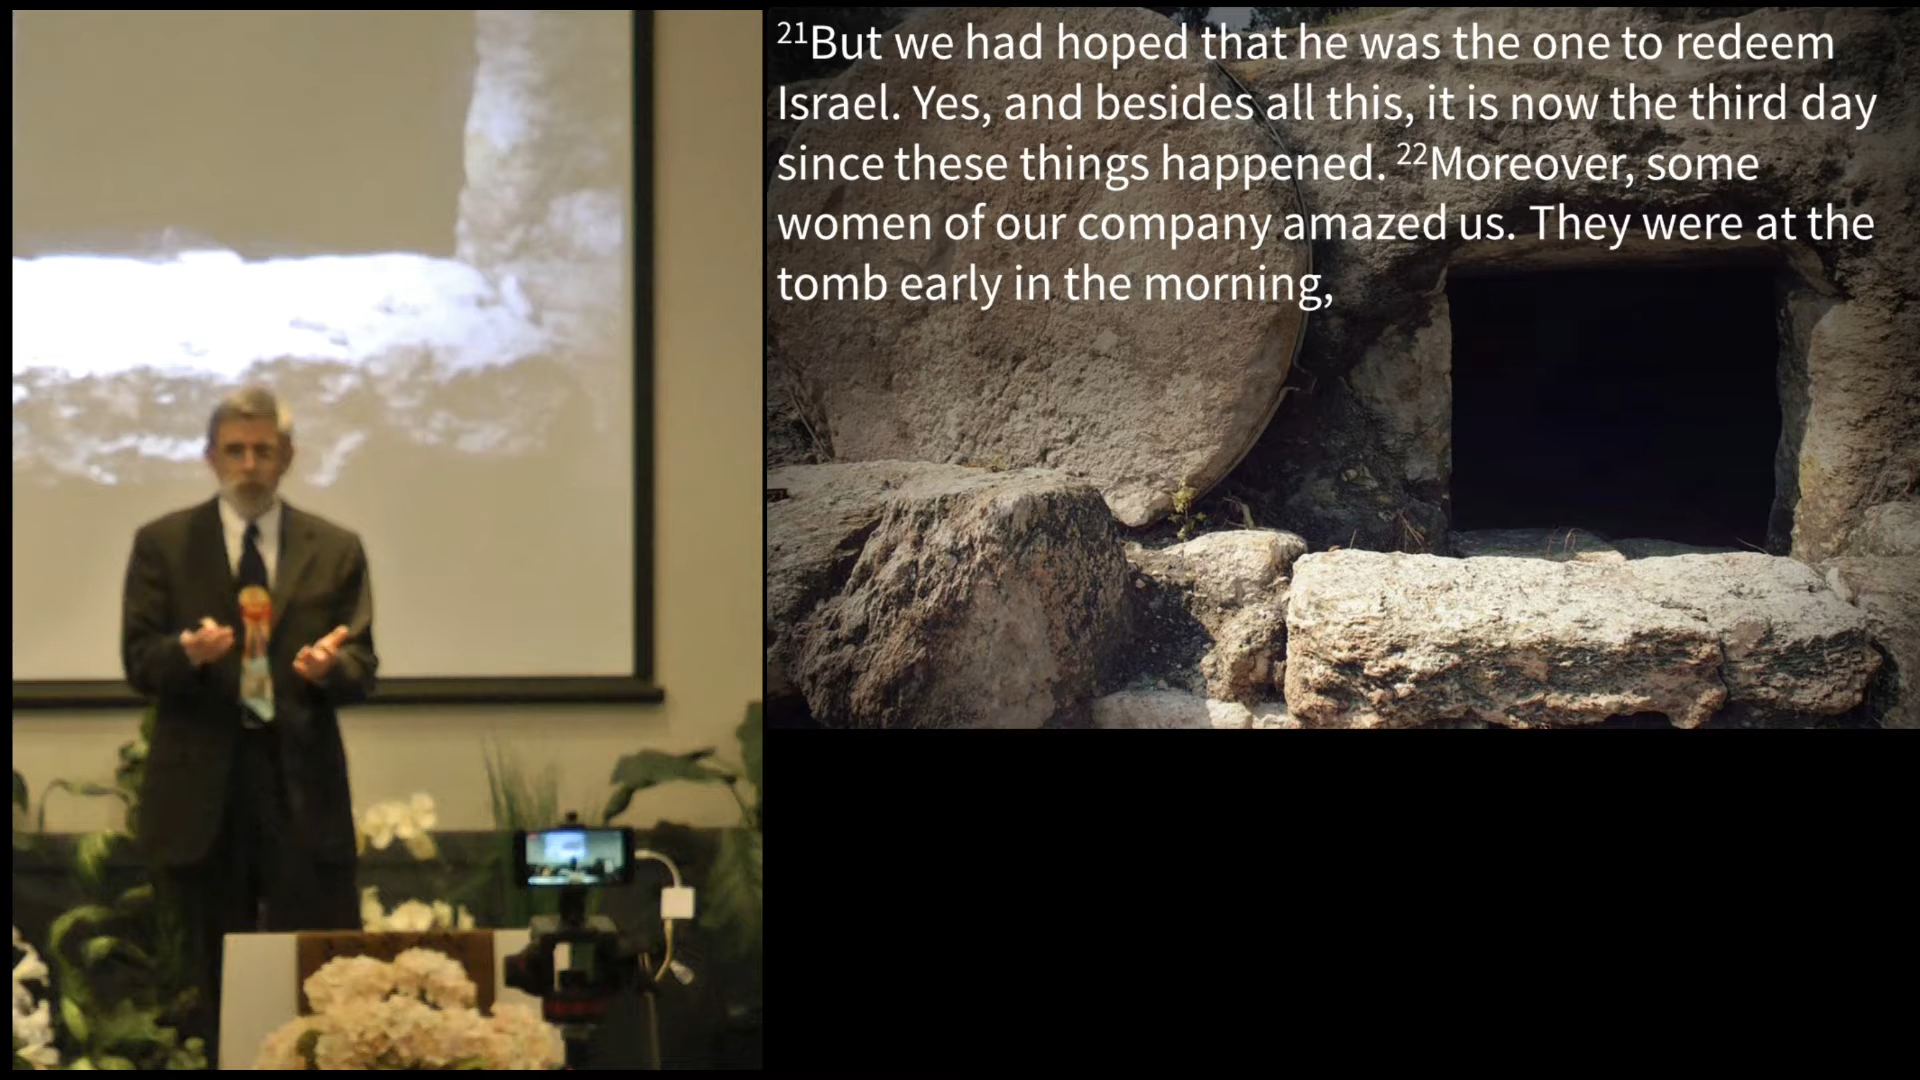 21But we had hoped that he was the one to redeem
Israel. Yes, and besides all this, it is now the third day
since these things happened. 22Moreover, some
women of our company amazed us. They were at the
tomb early in the morning,